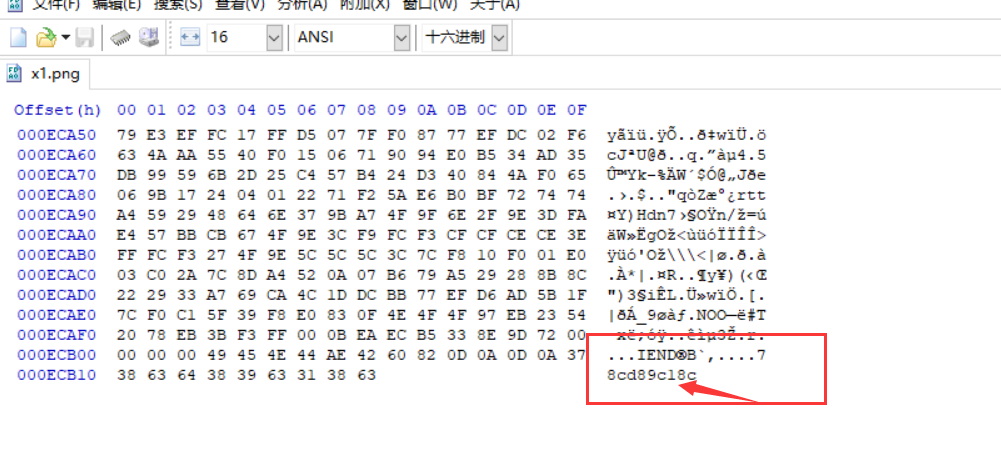 文件(F) 编辑(E) 搜索(S) 查看(V) 分析(A) 附加(X) 窗口(W) 关于(A)
16 ANSI 十六进制
x1.png
Offset(h) 00 01 02 03 04 05 06 07 08 09 0A 0B 0C 0D 0E 0F
000ECA50 79 E3 EF FC 17 FF D5 07 7F F0 87 77 EF DC 02 F6 yãïü.ÿÕ..ð‡wïÜ.ö
000ECA60 63 4A AA 55 40 F0 15 06 71 90 94 E0 B5 34 AD 35 cJªU@ð..q.”àµ4.5
000ECA70 DB 99 59 6B 2D 25 C4 57 B4 24 D3 40 84 4A F0 65 Û™Yk-%ÄW´$Ó@„Jðe
000ECA80 06 9B 17 24 04 01 22 71 F2 5A E6 B0 BF 72 74 74 .›.$.."qòZæ°¿rtt
000ECA90 A4 59 29 48 64 6E 37 9B A7 4F 9F 6E 2F 9E 3D FA ¤Y)Hdn7›§OŸn/ž=ú
000ECAA0 E4 57 BB CB 67 4F 9E 3C F9 FC F3 CF CF CE CE 3E äW»ËgOž<ùüóÏÏÎÎ>
000ECAB0 FF FC F3 27 4F 9E 5C 5C 5C 3C 7C F8 10 F0 01 E0 ÿüó'Ož\\\<|ø.ð.à
000ECAC0 03 C0 2A 7C 8D A4 52 0A 07 B6 79 A5 29 28 8B 8C .À*|.¤R..¶y¥)(‹Œ
000ECAD0 22 29 33 A7 69 CA 4C 1D DC BB 77 EF D6 AD 5B 1F ")3§iÊL.Ü»wïÖ.[.
000ECAE0 7C F0 C1 5F 39 F8 E0 83 0F 4E 4F 4F 97 EB 23 54 |ðÁ_9øàƒ.NOO—ë#T
000ECAF0 20 78 EB 3B F3 FF 00 0B EA EC B5 33 8E 9D 72 00 xë;óÿ..êìµ3Ž.r.
000ECB00 00 00 00 49 45 4E 44 AE 42 60 82 0D 0A 0D 0A 37 ...IEND®B`‚....7
000ECB10 38 63 64 38 39 63 31 38 63 8cd89c18c